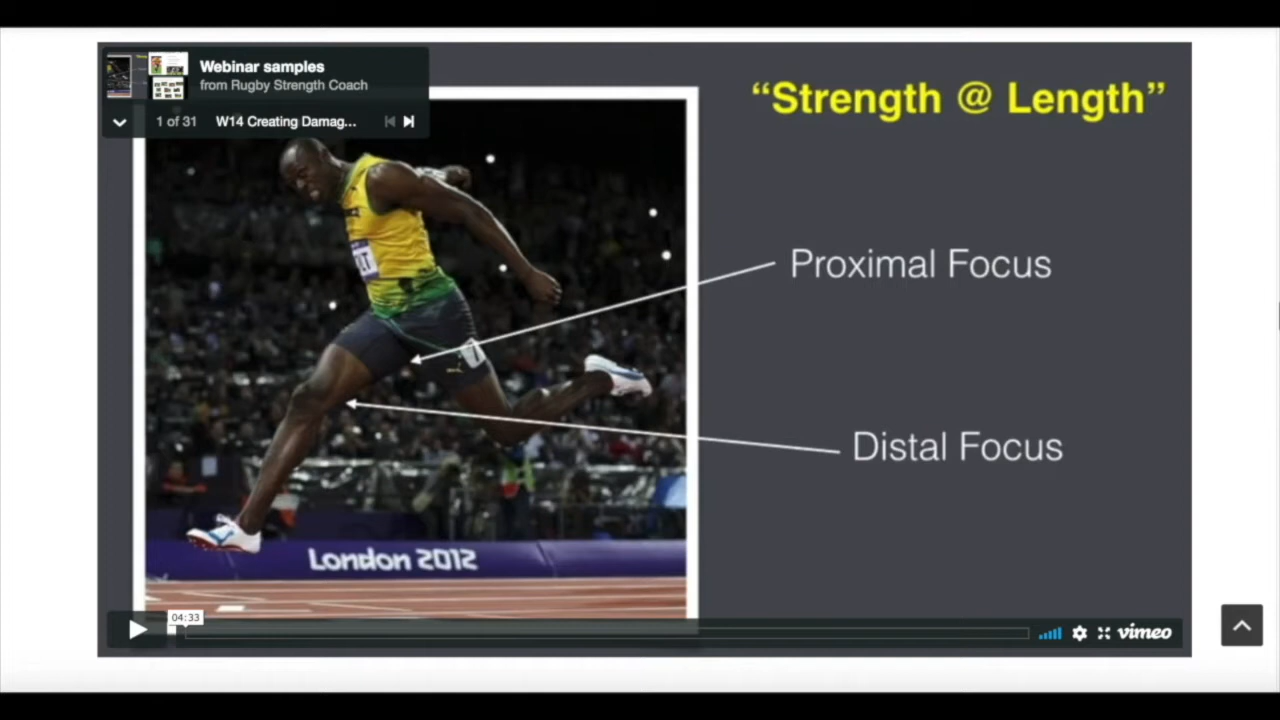 Webinar samples
from Rugby Strength Coach
1 of 31 W14 Creating Damag...
“Strength @ Length”
Proximal Focus
Distal Focus
LT
London 2012
04:33
vimeo